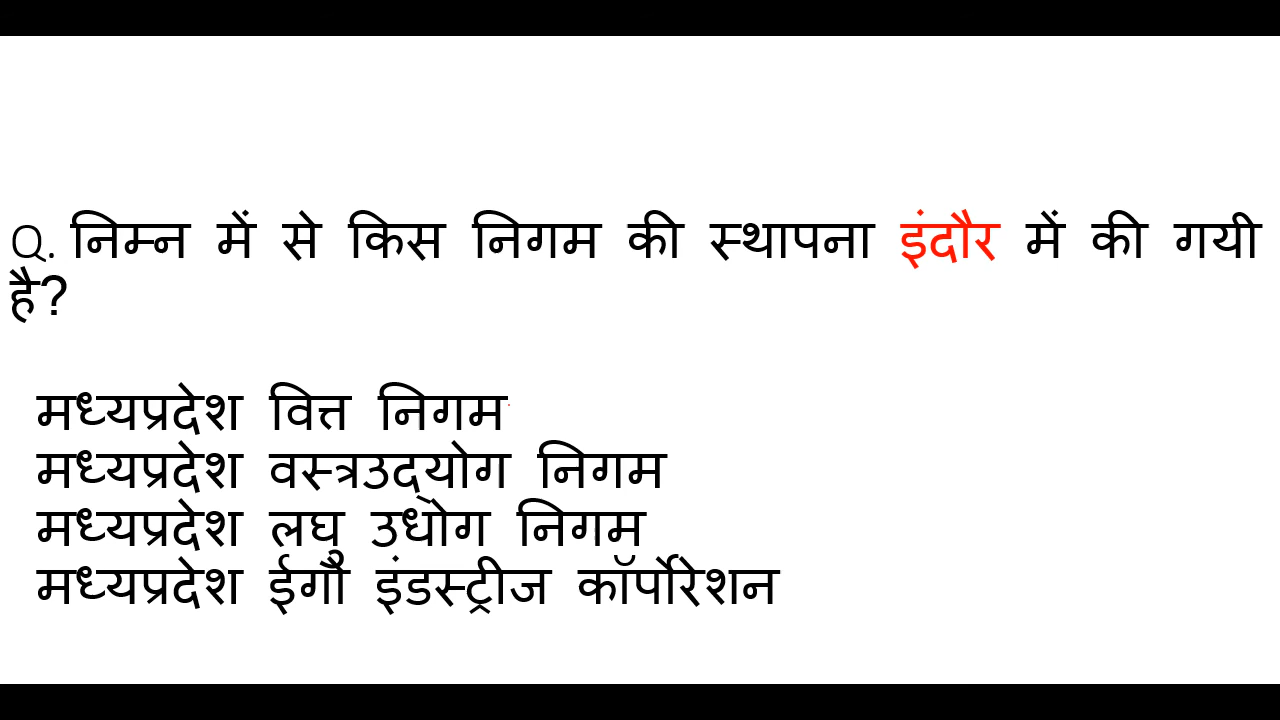 Q. निम्न में से किस निगम की स्थापना इंदौर में की गयी
है?
मध्यप्रदेश वित्त निगम
मध्यप्रदेश वस्त्रउद्योग निगम
मध्यप्रदेश लघु उधोग निगम
मध्यप्रदेश ईगौ इंडस्ट्रीज कॉर्पोरेशन